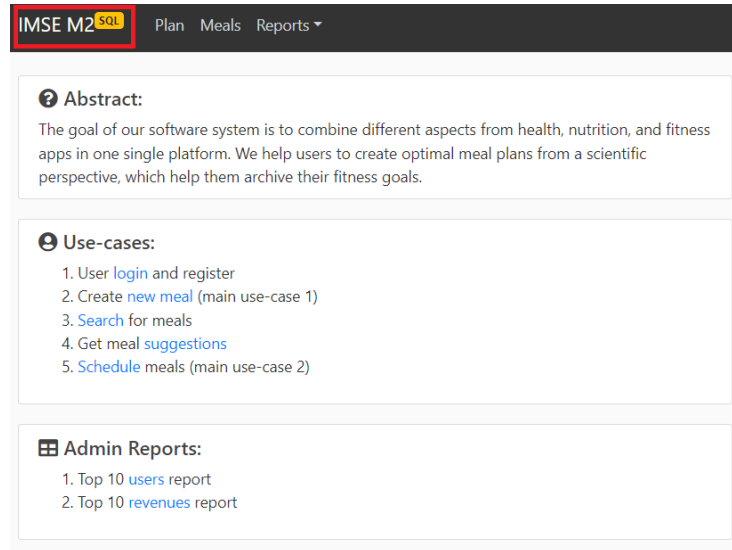 IMSE M2 SQL Plan Meals Reports
Abstract:
The goal of our software system is to combine different aspects from health, nutrition, and fitness
apps in one single platform. We help users to create optimal meal plans from a scientific
perspective, which help them archive their fitness goals.
Use-cases:
1. User login and register
2. Create new meal (main use-case 1)
3. Search for meals
4. Get meal suggestions
5. Schedule meals (main use-case 2)
Admin Reports:
1. Top 10 users report
2. Top 10 revenues report